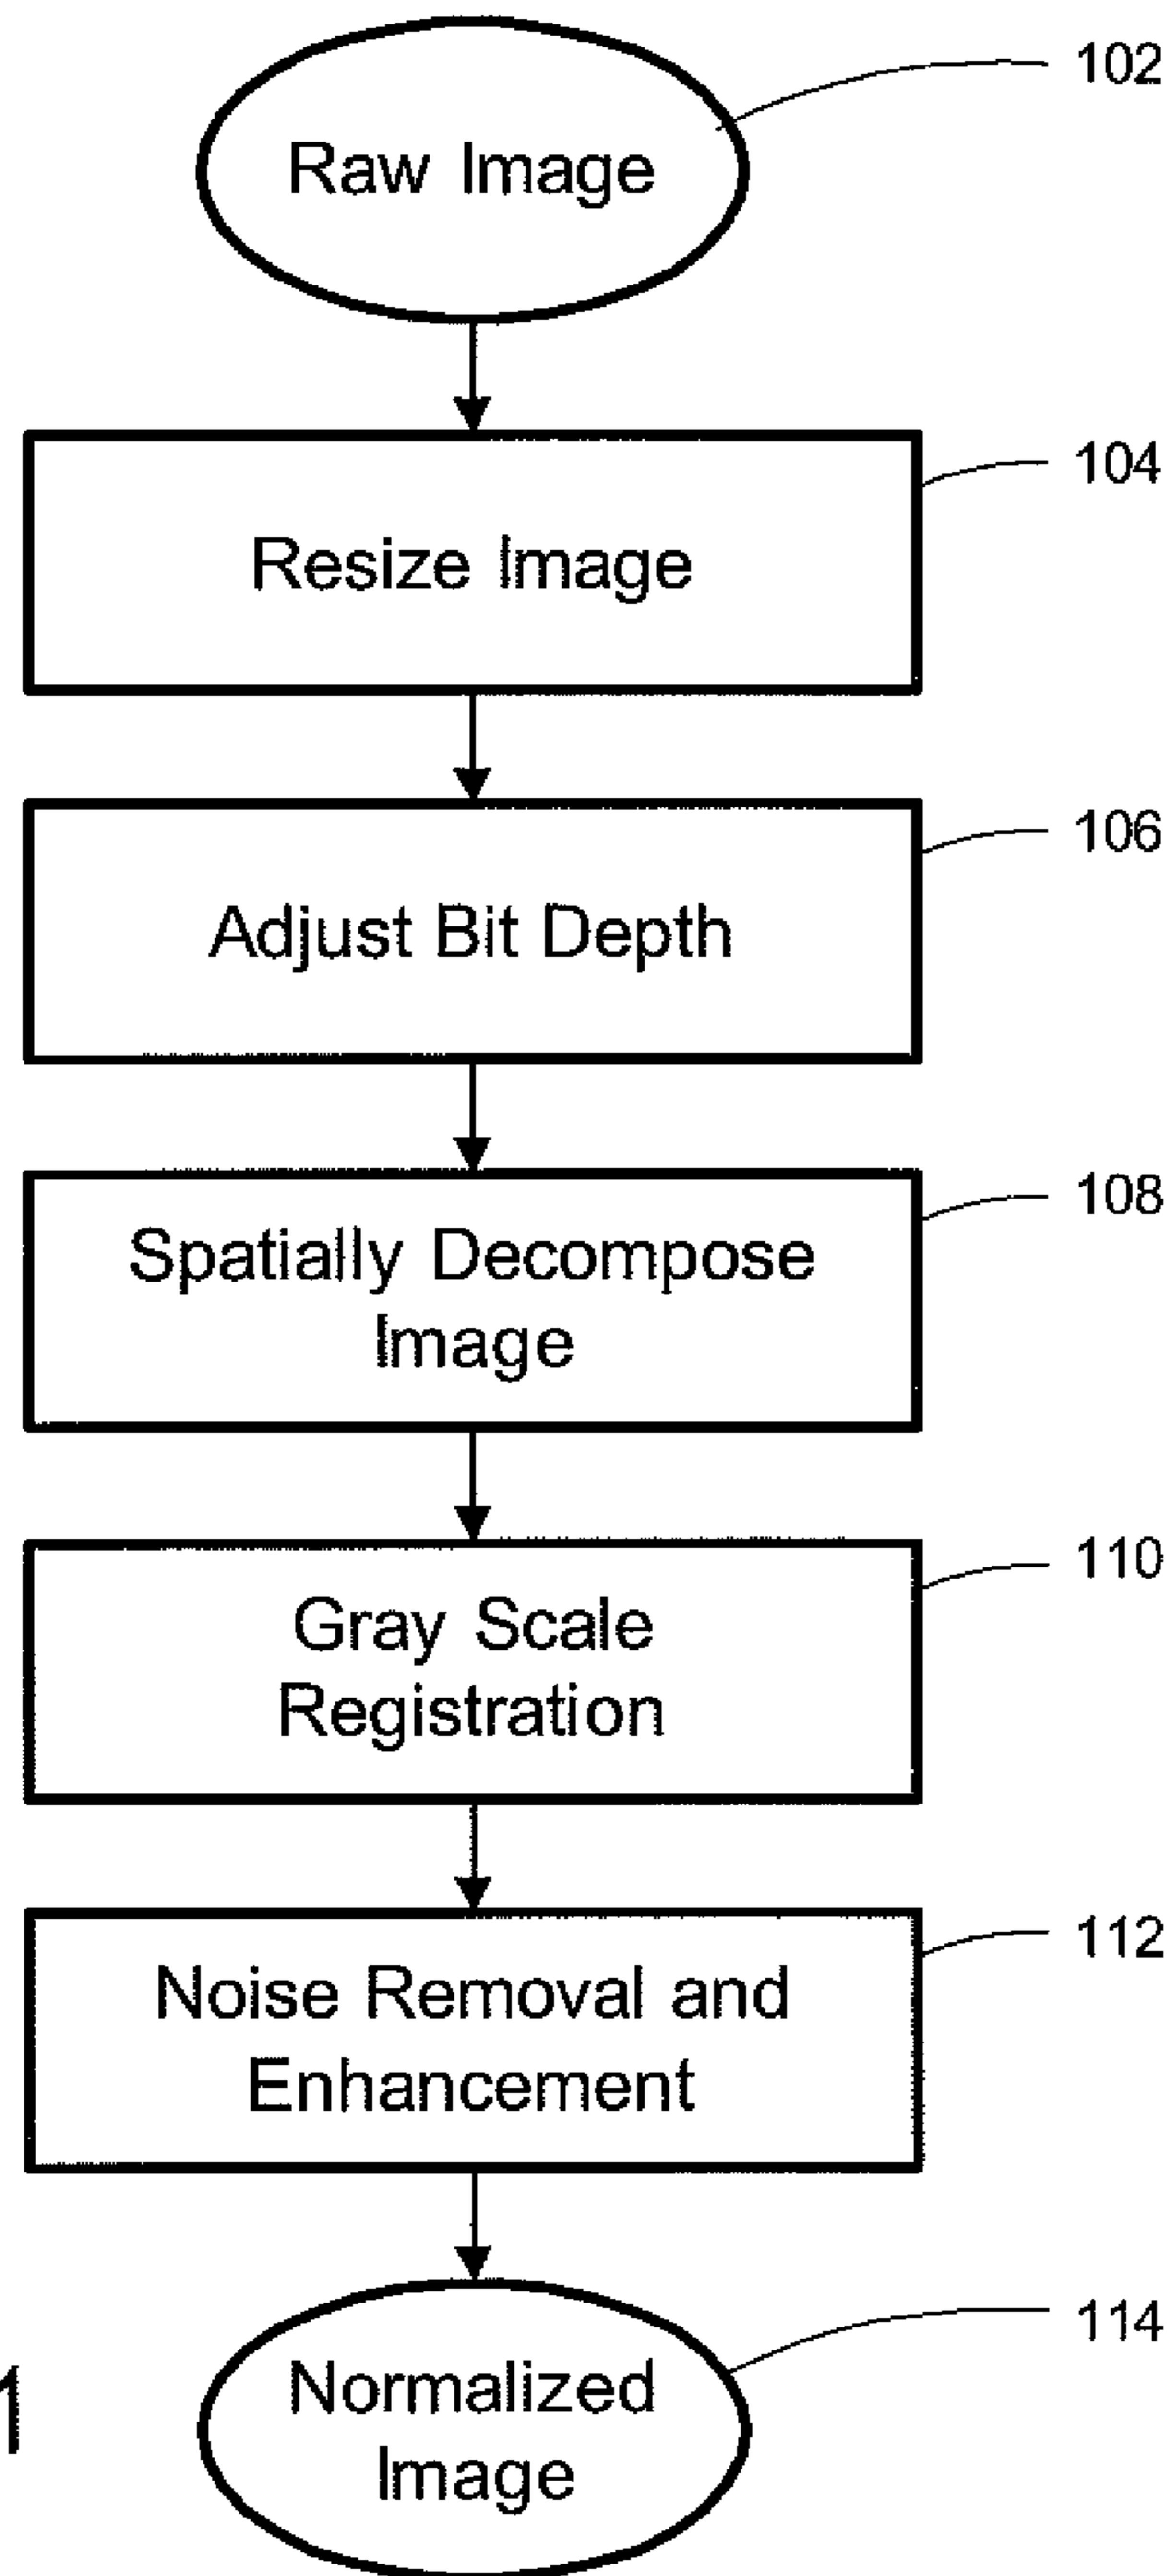 Raw Image
102
Resize Image
104
Adjust Bit Depth
106
Spatially Decompose
Image
108
Gray Scale
Registration
110
Noise Removal and
Enhancement
112
Normalized
Image
114
1